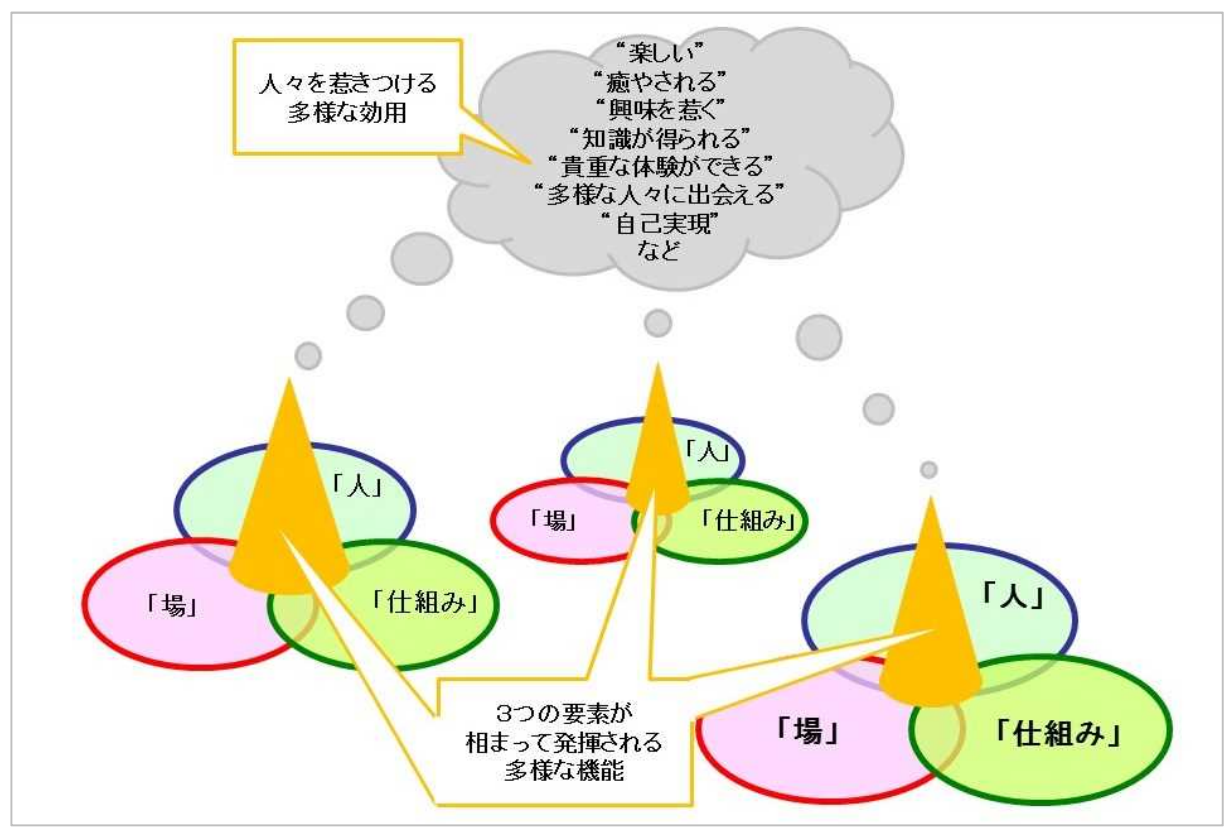 人々を惹きつける
多様な効用
“楽しい”
“癒やされる”
“興味を惹く”
“知識が得られる”
“貴重な体験ができる”
“多様な人々に出会える”
“自己実現”
など
「人」
「場」
「仕組み」
「人」
「場」
「仕組み」
「人」
「場」
「仕組み」
3つの要素が
相まって発揮される
多様な機能